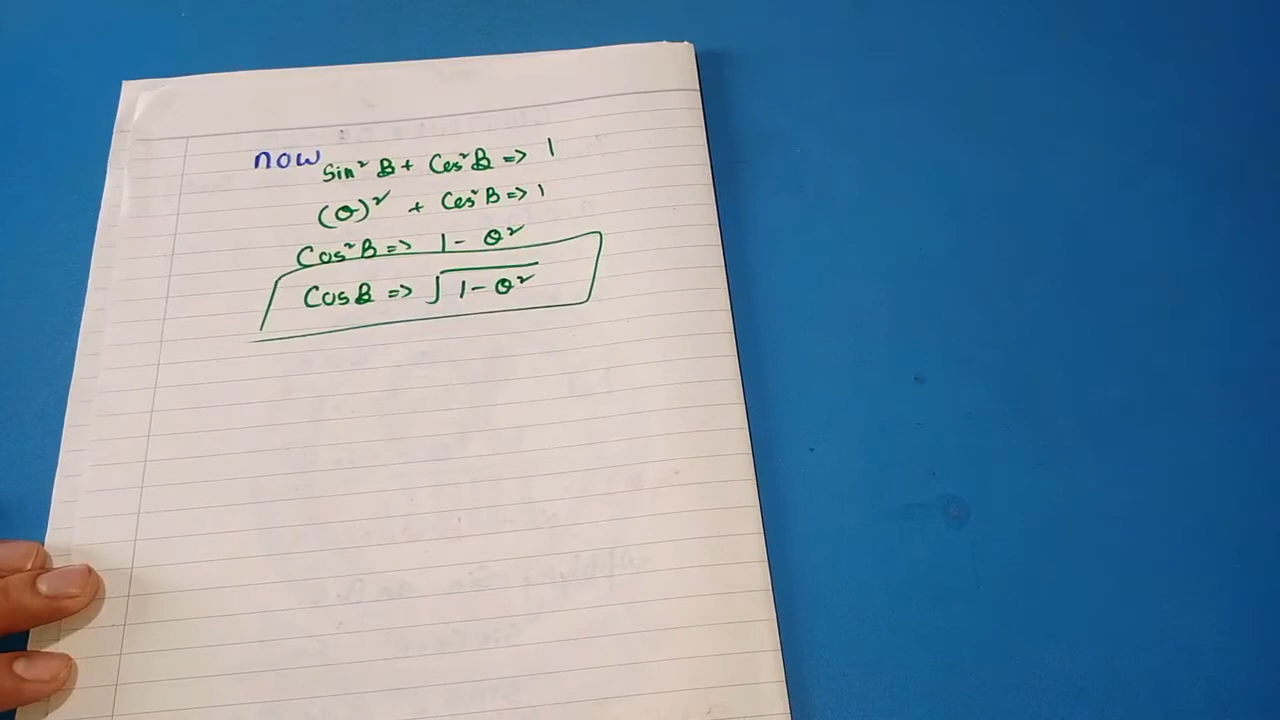 now
Sin² B + Cos² B => 1
(θ)² + Cos² B => 1
Cos² B => 1 - θ²
Cos B => √1 - θ²